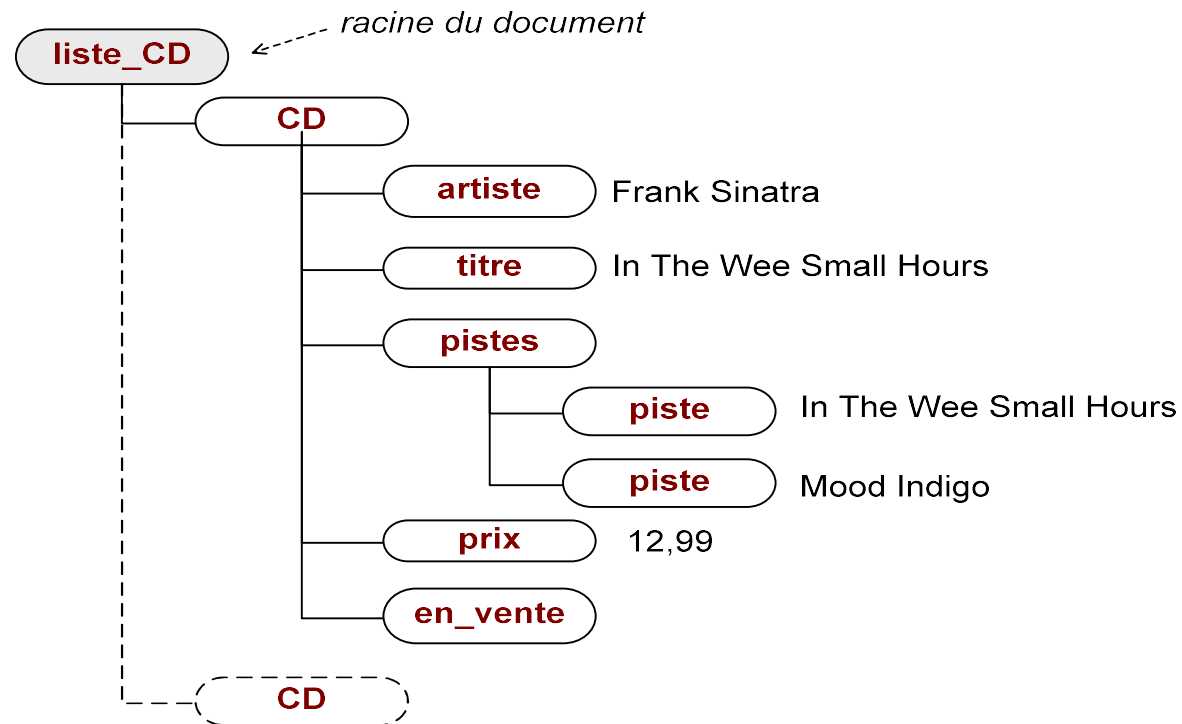 racine du document
liste_CD
CD
artiste Frank Sinatra
titre In The Wee Small Hours
pistes
piste In The Wee Small Hours
piste Mood Indigo
prix 12,99
en_vente
CD